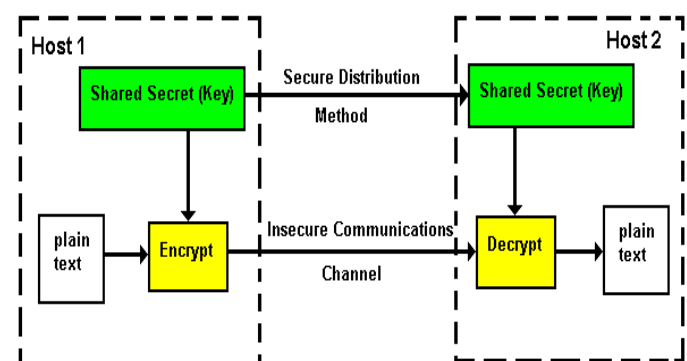 Host 1
Host 2
Shared Secret (Key)
Secure Distribution
Method
Shared Secret (Key)
plain
text
Encrypt
Insecure Communications
Channel
Decrypt
plain
text